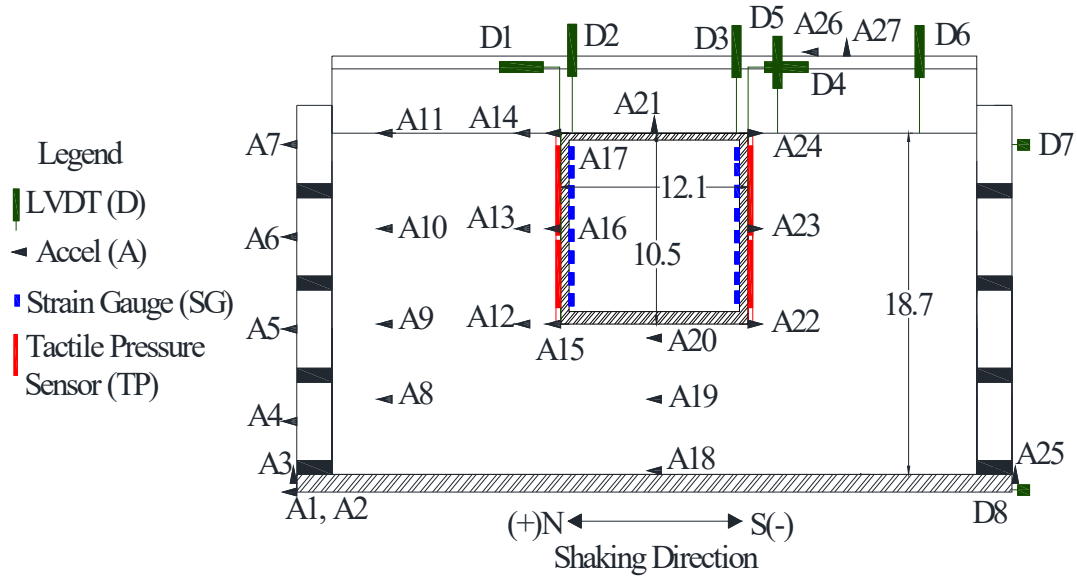 D5
A26
A27
D1
D2
D3
D6
D4
A21
A7
A11
A14
A17
A24
D7
Legend
LVDT (D)
Accel (A)
Strain Gauge (SG)
Tactile Pressure
Sensor (TP)
12.1
A6
A10
A13
A16
A23
10.5
18.7
A5
A9
A12
A15
A20
A22
A4
A8
A19
A3
A18
A25
A1, A2
D8
(+)N
S(-)
Shaking Direction